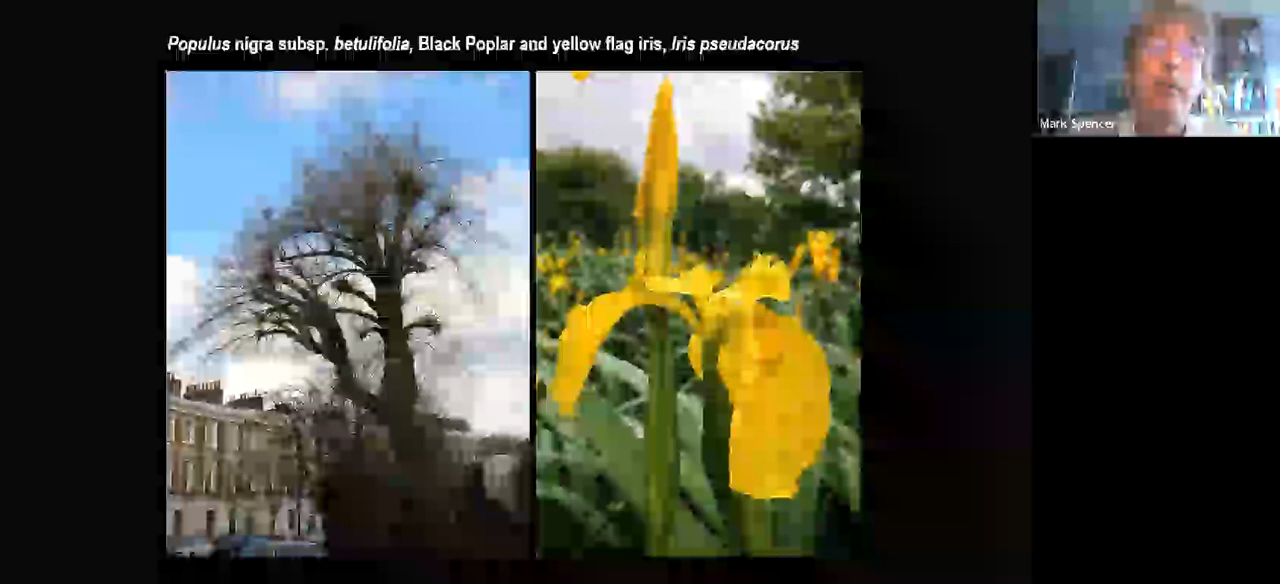 Populus nigra subsp. betulifolia, Black Poplar and yellow flag iris, Iris pseudacorus
Mark Spencer